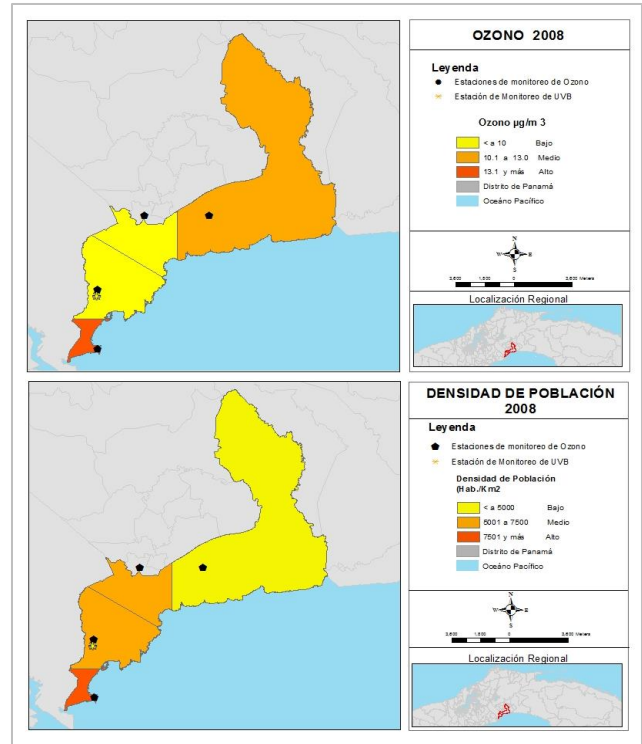 OZONO 2008
Leyenda
Estaciones de monitoreo de Ozono
Estación de Monitoreo de UVB
Ozono µg/m 3
< a 10 Bajo
10.1 a 13.0 Medio
13.1 y más Alto
Distrito de Panamá
Océano Pacífico
N
W E
S
Localización Regional
DENSIDAD DE POBLACIÓN
2008
Leyenda
Estaciones de monitoreo de Ozono
Estación de Monitoreo de UVB
Densidad de Población
(Hab./Km2
< a 5000 Bajo
5001 a 7500 Medio
7501 y más Alto
Distrito de Panamá
Océano Pacífico
N
W E
S
Localización Regional